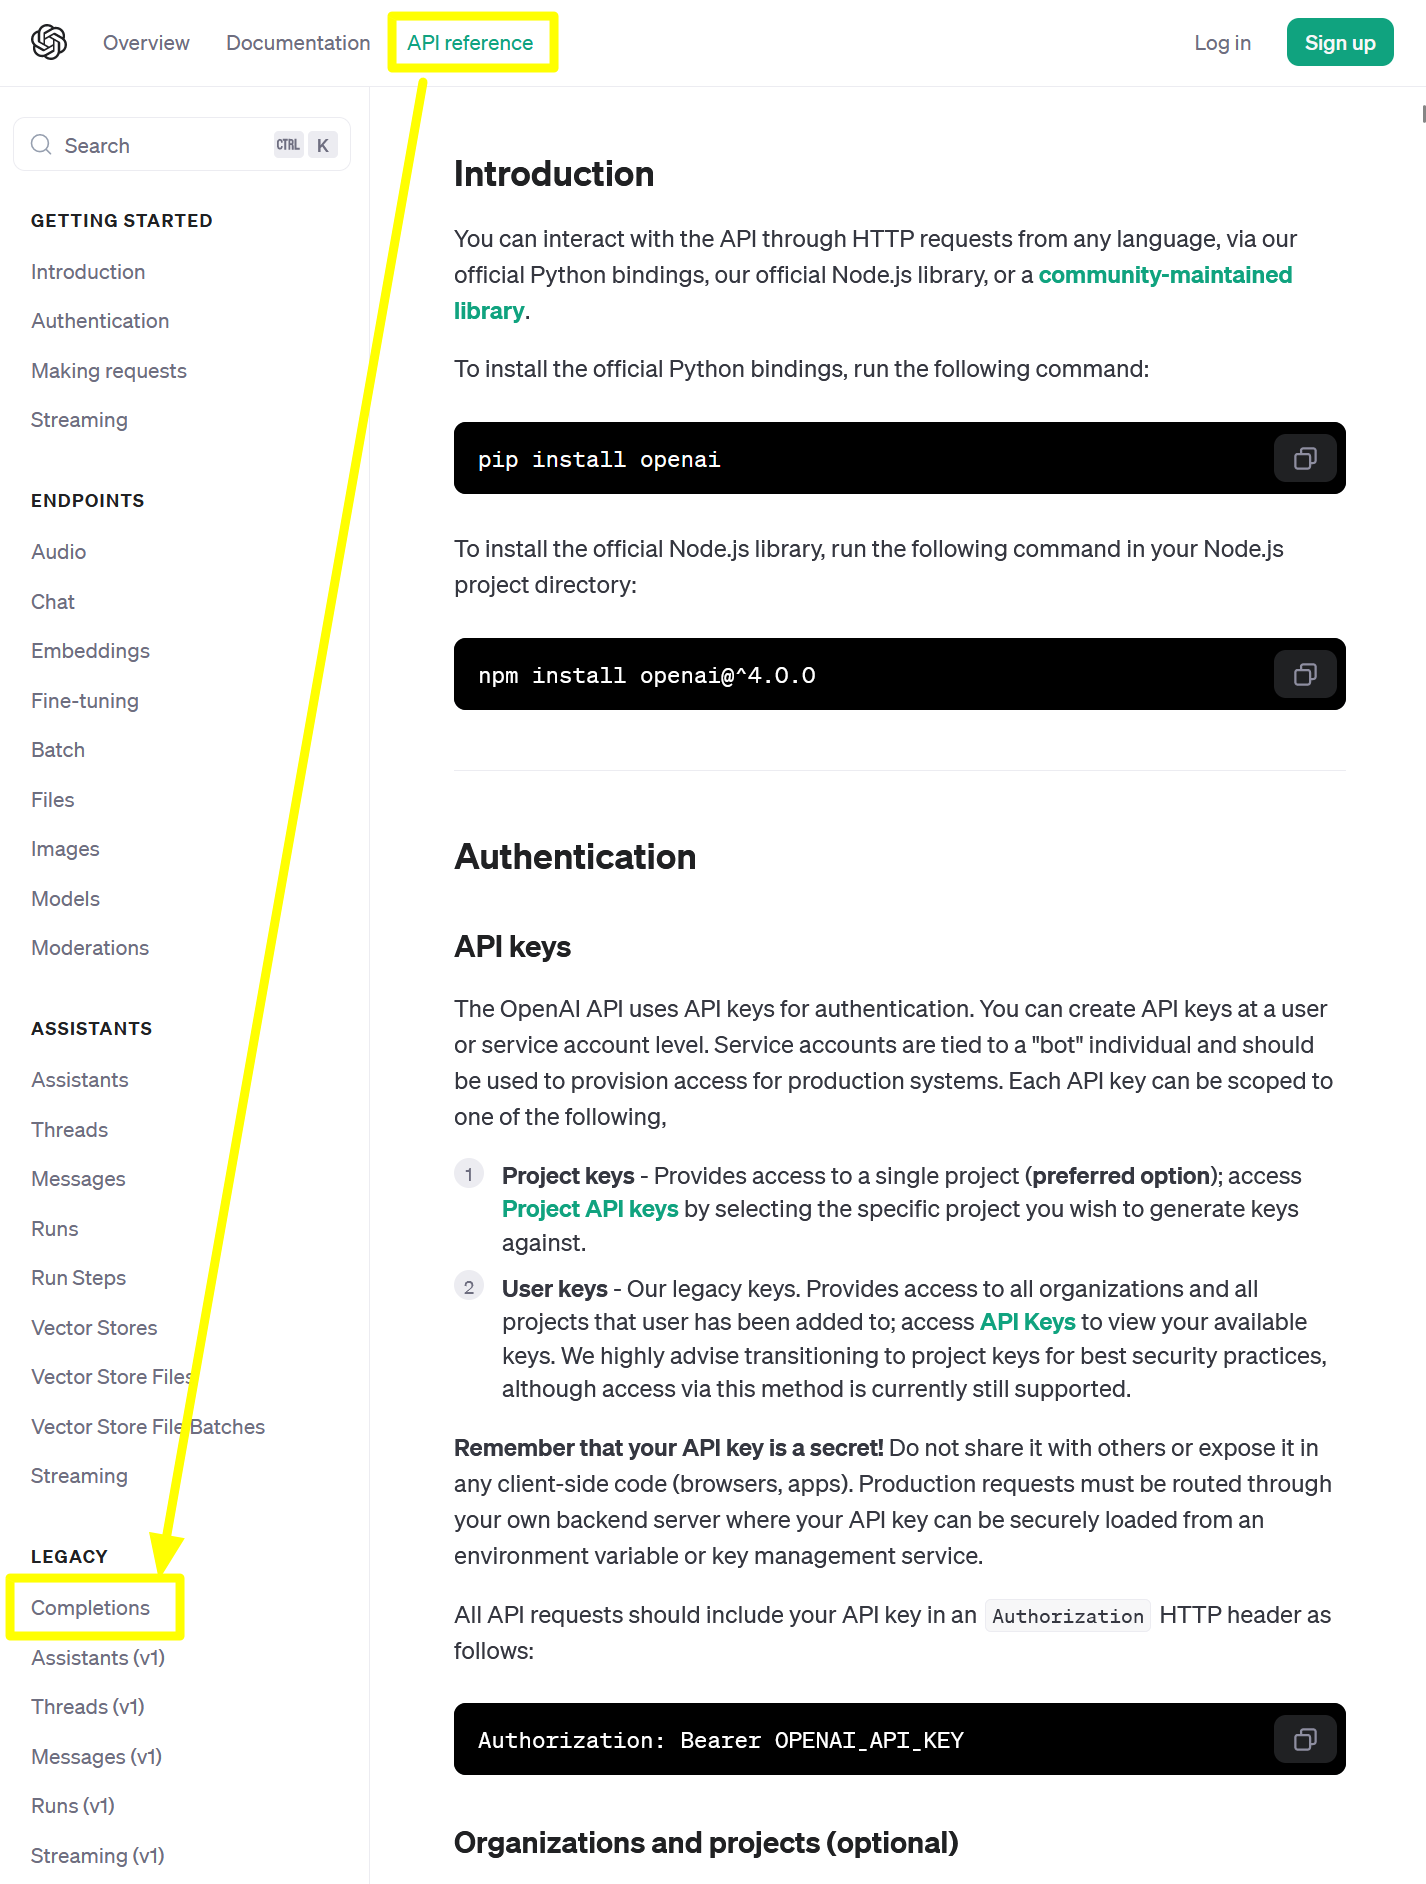 Overview
Documentation
API reference
Log in
Sign up
Search
CTRL
K
GETTING STARTED
Introduction
Authentication
Making requests
Streaming
ENDPOINTS
Audio
Chat
Embeddings
Fine-tuning
Batch
Files
Images
Models
Moderations
ASSISTANTS
Assistants
Threads
Messages
Runs
Run Steps
Vector Stores
Vector Store Files
Vector Store File Batches
Streaming
LEGACY
Completions
Assistants (v1)
Threads (v1)
Messages (v1)
Runs (v1)
Streaming (v1)
Introduction
You can interact with the API through HTTP requests from any language, via our
official Python bindings, our official Node.js library, or a community-maintained
library.
To install the official Python bindings, run the following command:
pip install openai
To install the official Node.js library, run the following command in your Node.js
project directory:
npm install openai@^4.0.0
Authentication
API keys
The OpenAI API uses API keys for authentication. You can create API keys at a user
or service account level. Service accounts are tied to a "bot" individual and should
be used to provision access for production systems. Each API key can be scoped to
one of the following,
1 Project keys - Provides access to a single project (preferred option); access
Project API keys by selecting the specific project you wish to generate keys
against.
2 User keys - Our legacy keys. Provides access to all organizations and all
projects that user has been added to; access API Keys to view your available
keys. We highly advise transitioning to project keys for best security practices,
although access via this method is currently still supported.
Remember that your API key is a secret! Do not share it with others or expose it in
any client-side code (browsers, apps). Production requests must be routed through
your own backend server where your API key can be securely loaded from an
environment variable or key management service.
All API requests should include your API key in an Authorization HTTP header as
follows:
Authorization: Bearer OPENAI_API_KEY
Organizations and projects (optional)